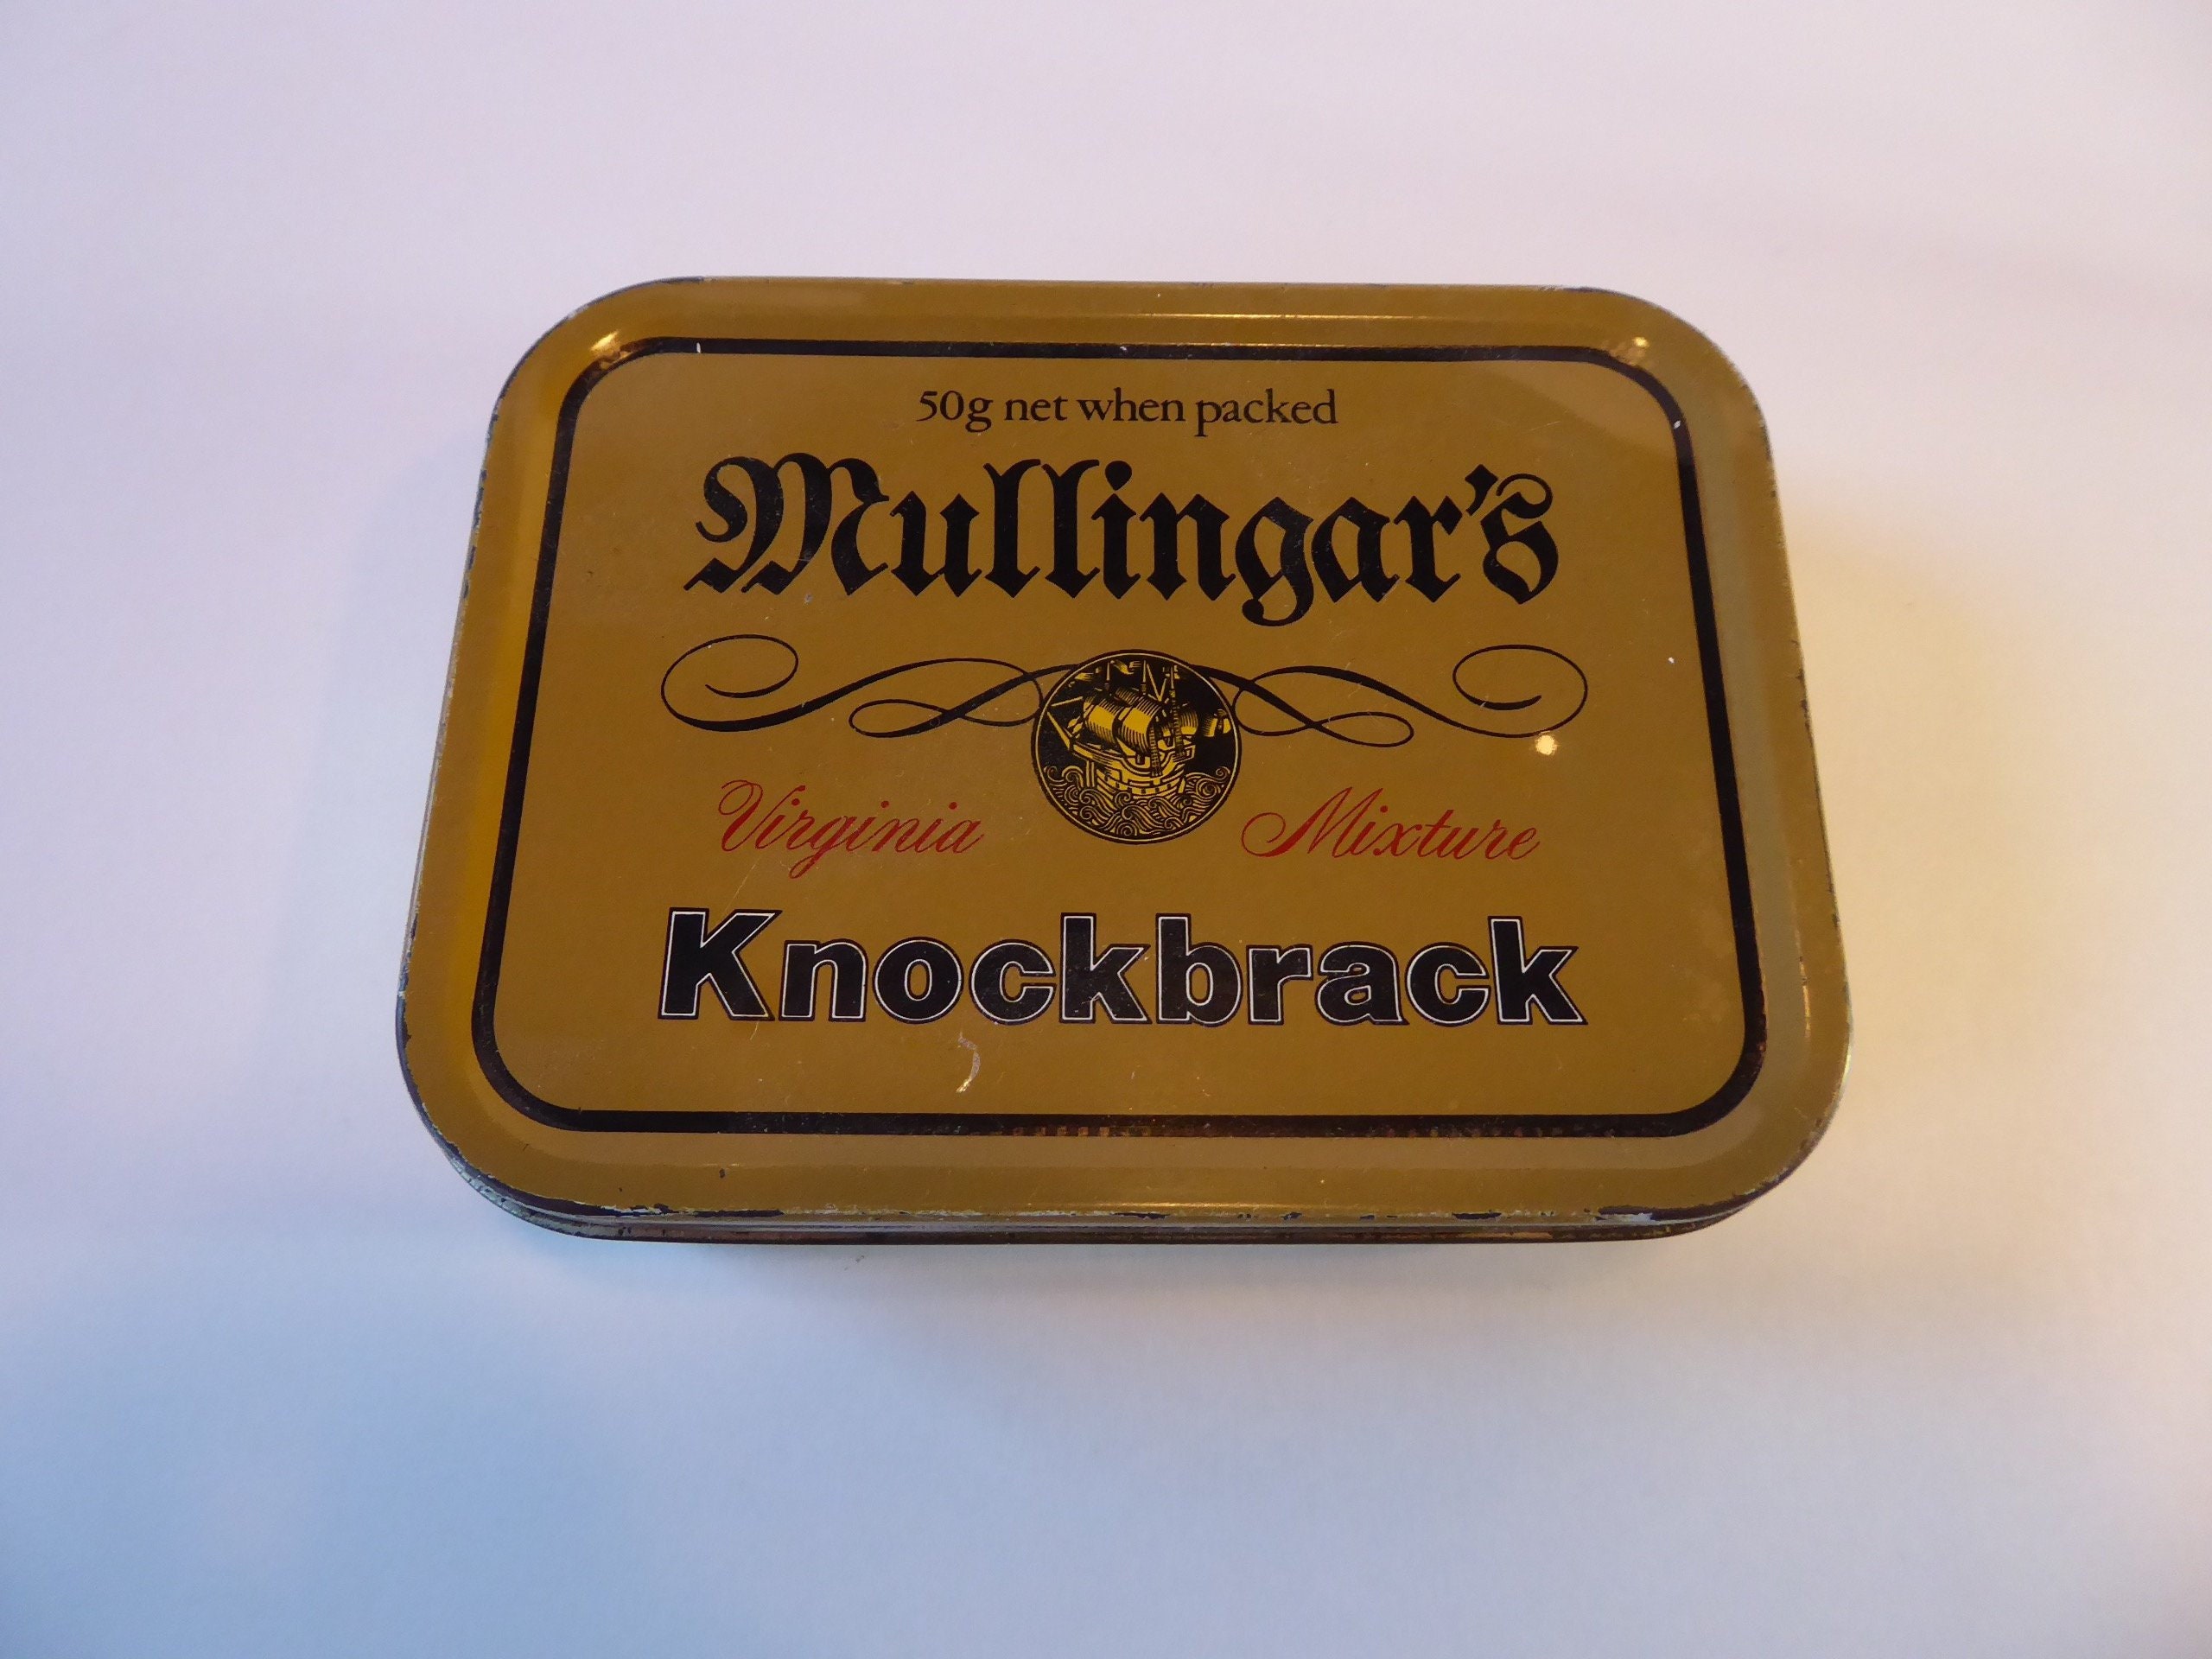 50g net when packed
Mullingar's
Virginia Mixture
Knockbrack